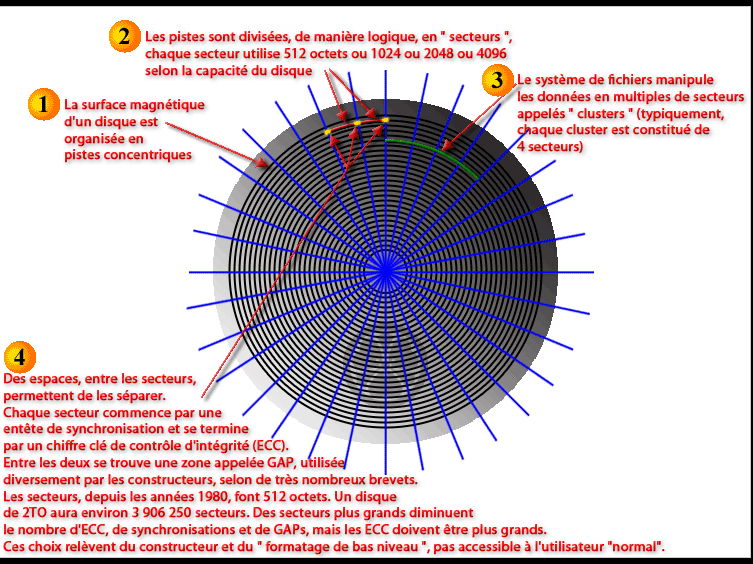 2
Les pistes sont divisées, de manière logique, en " secteurs ",
chaque secteur utilise 512 octets ou 1024 ou 2048 ou 4096
selon la capacité du disque
1
La surface magnétique
d'un disque est
organisée en
pistes concentriques
3
Le système de fichiers manipule
les données en multiples de secteurs
appelés " clusters " (typiquement,
chaque cluster est constitué de
4 secteurs)
4
Des espaces, entre les secteurs,
permettent de les séparer.
Chaque secteur commence par une
entête de synchronisation et se termine
par un chiffre clé de contrôle d'intégrité (ECC).
Entre les deux se trouve une zone appelée GAP, utilisée
diversement par les constructeurs, selon de très nombreux brevets.
Les secteurs, depuis les années 1980, font 512 octets. Un disque
de 2TO aura environ 3 906 250 secteurs. Des secteurs plus grands diminuent
le nombre d'ECC, de synchronisations et de GAPs, mais les ECC doivent être plus grands.
Ces choix relèvent du constructeur et du " formatage de bas niveau ", pas accessible à l'utilisateur "normal".